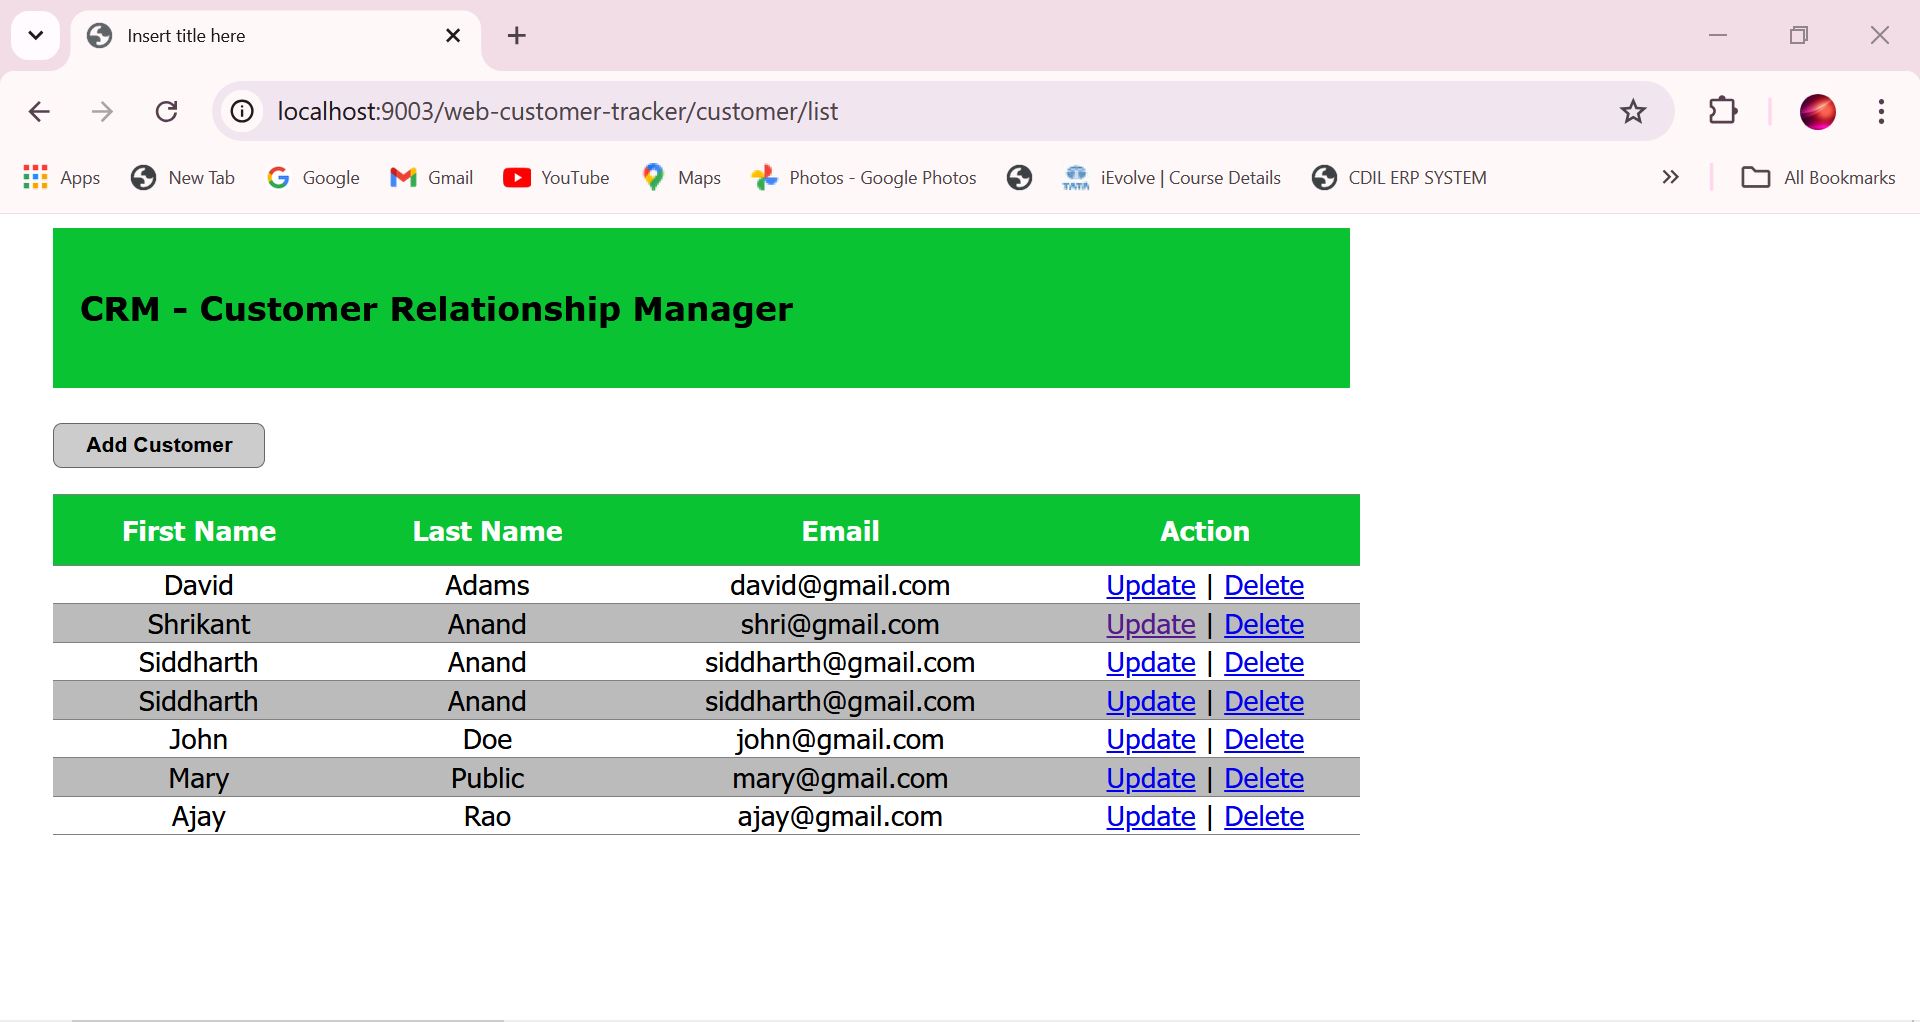 Insert title here
localhost:9003/web-customer-tracker/customer/list
Apps New Tab Google Gmail YouTube Maps Photos - Google Photos TATA iEvolve | Course Details CDIL ERP SYSTEM All Bookmarks
CRM - Customer Relationship Manager
Add Customer
First Name Last Name Email Action
David Adams david@gmail.com Update | Delete
Shrikant Anand shri@gmail.com Update | Delete
Siddharth Anand siddharth@gmail.com Update | Delete
Siddharth Anand siddharth@gmail.com Update | Delete
John Doe john@gmail.com Update | Delete
Mary Public mary@gmail.com Update | Delete
Ajay Rao ajay@gmail.com Update | Delete